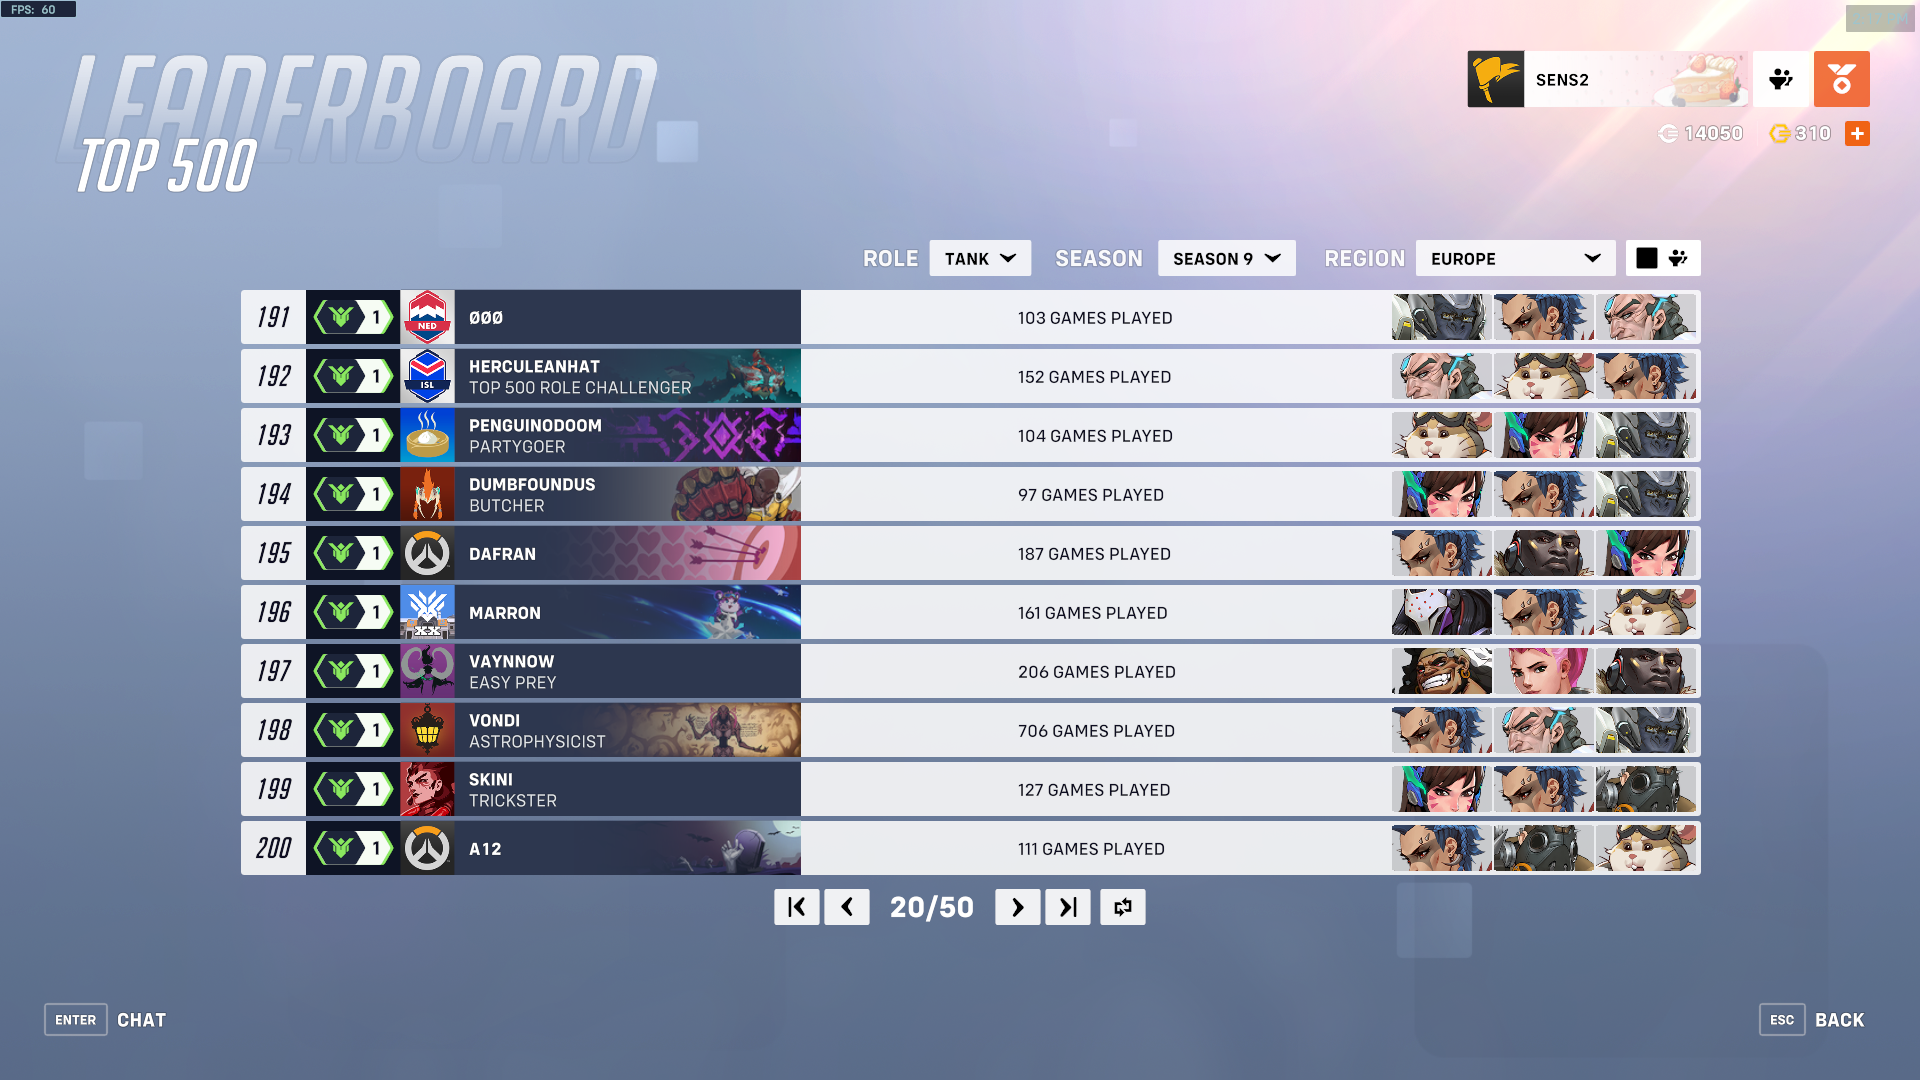 FPS: 60
LEADERBOARD
TOP 500
SENS2
14050 310
ROLE TANK SEASON SEASON 9 REGION EUROPE
191 1 NED ØØØ 103 GAMES PLAYED
192 1 ISL HERCULEANHAT 152 GAMES PLAYED
TOP 500 ROLE CHALLENGER
193 1 PENGUINODOOM 104 GAMES PLAYED
PARTYGOER
194 1 DUMBFOUNDUS 97 GAMES PLAYED
BUTCHER
195 1 DAFRAN 187 GAMES PLAYED
196 1 MARRON 161 GAMES PLAYED
197 1 VAYNNOW 206 GAMES PLAYED
EASY PREY
198 1 VONDI 706 GAMES PLAYED
ASTROPHYSICIST
199 1 SKINI 127 GAMES PLAYED
TRICKSTER
200 1 A12 111 GAMES PLAYED
20/50
ENTER CHAT
ESC BACK